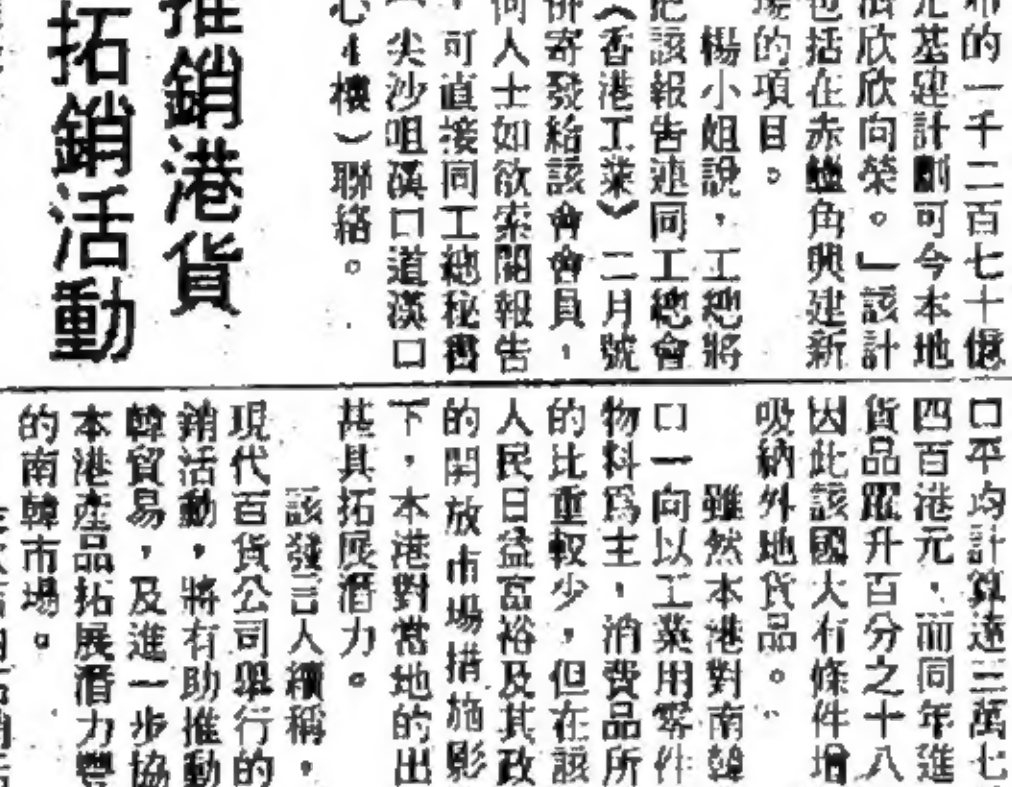 布的一千二百七十億
元基建計劃可令本地
濟欣欣向榮。」該計
也括在赤鱲角興建新
場的項目。
楊小姐說，工總將
把該報告連同工總會
《香港工業》二月號
併寄發給該會會員，
何人士如欲索閱報告
，可直接同工總秘書
尖沙咀漢口道漢口
心4樓）聯絡。
推銷港貨
拓銷活動
口平均計算達三萬七
四百港元，而同年進
貨品躍升百分之十八
因此該國大有條件增
吸納外地貨品。
雖然本港對南韓
口一向以工業用零件
物料爲主，消費品所
的比重較少，但在該
人民日益富裕及其政
的開放市場措施影
下，本港對當地的出
甚具拓展潛力。
該發言人續稱，
現代百貨公司舉行的
銷活動，將有助推動
韓貿易，及進一步協
本港產品拓展潛力豐
的南韓市場。